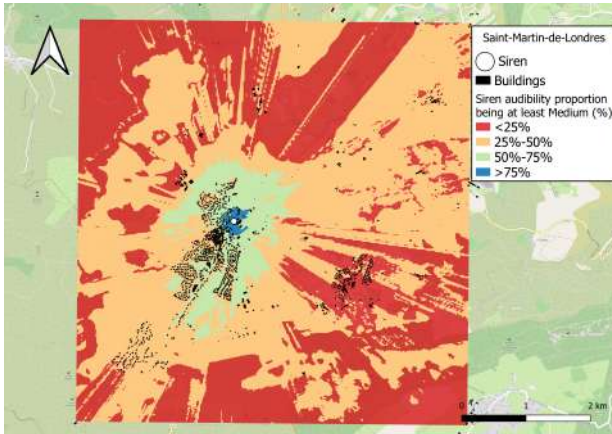 Saint-Martin-de-Londres
Siren
Buildings
Siren audibility proportion
being at least Medium (%)
<25%
25%-50%
50%-75%
>75%
0 1 2 km